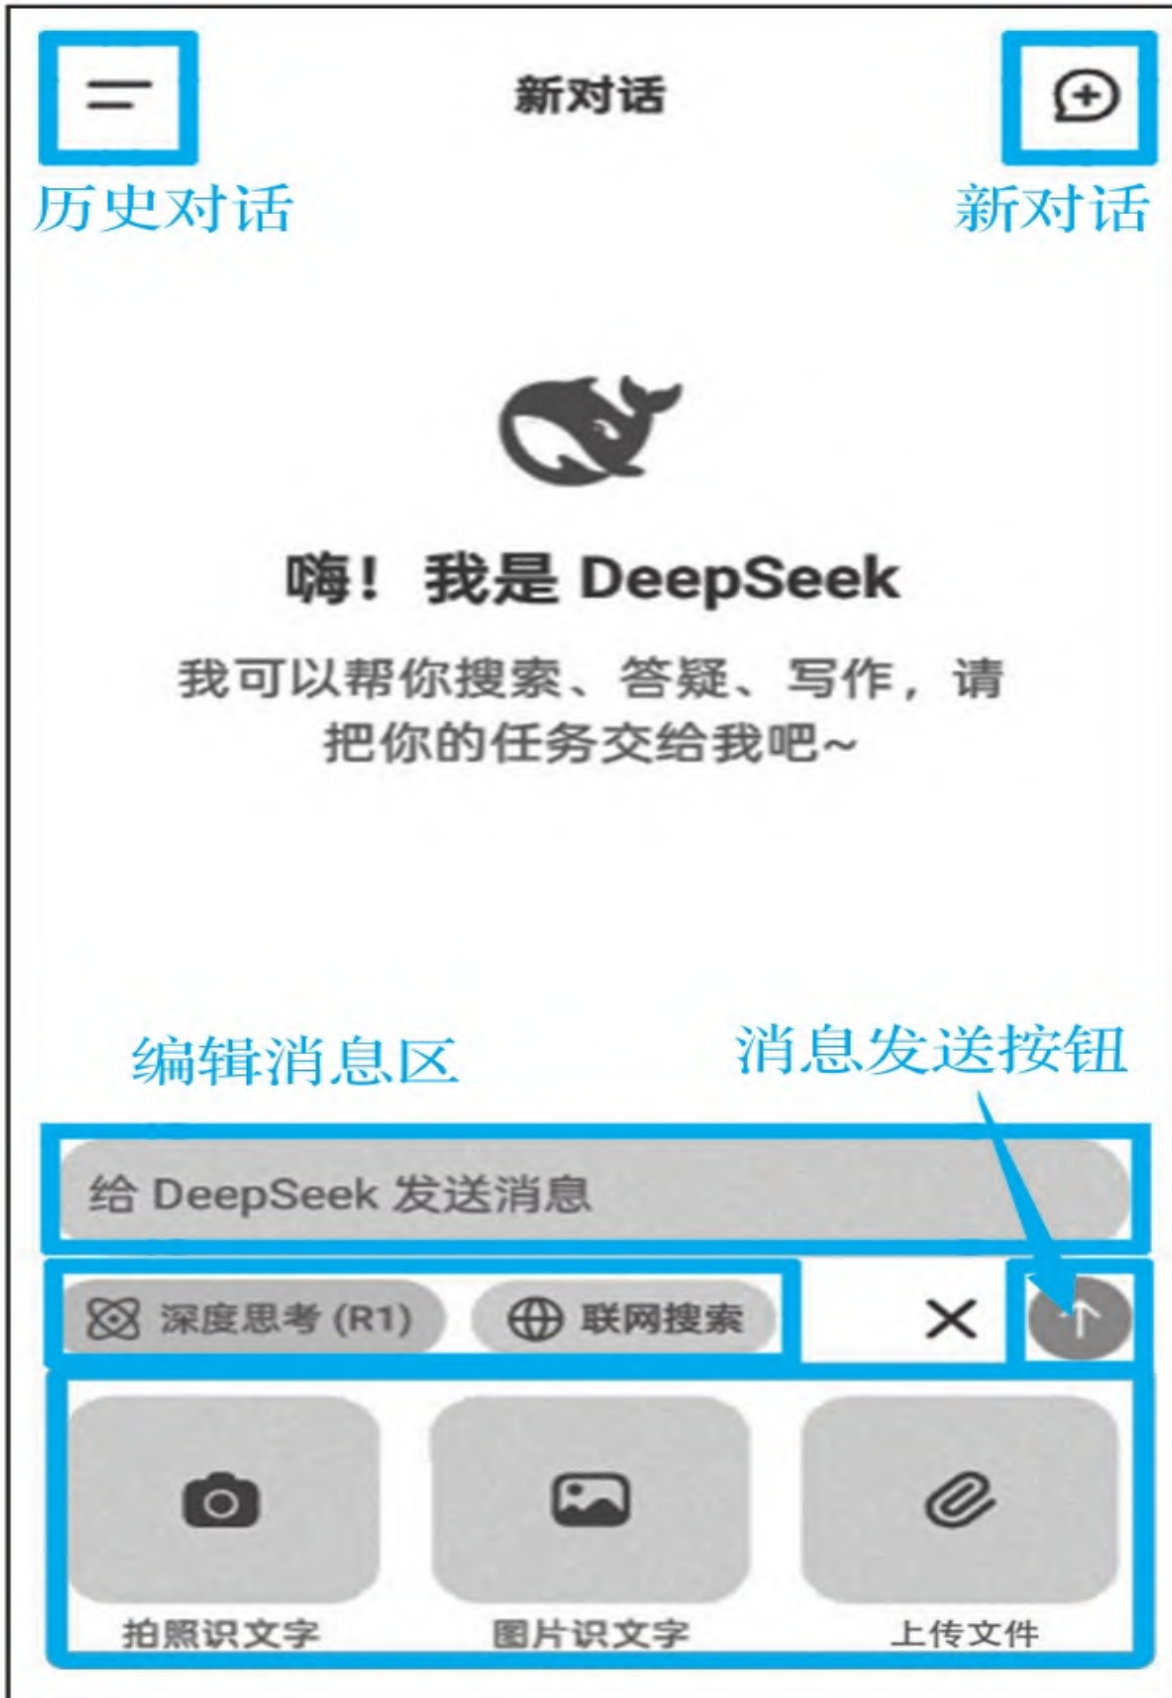 新对话
历史对话
新对话
嗨！我是 DeepSeek
我可以帮你搜索、答疑、写作，请
把你的任务交给我吧~
编辑消息区
消息发送按钮
给 DeepSeek 发送消息
深度思考 (R1)
联网搜索
拍照识文字
图片识文字
上传文件